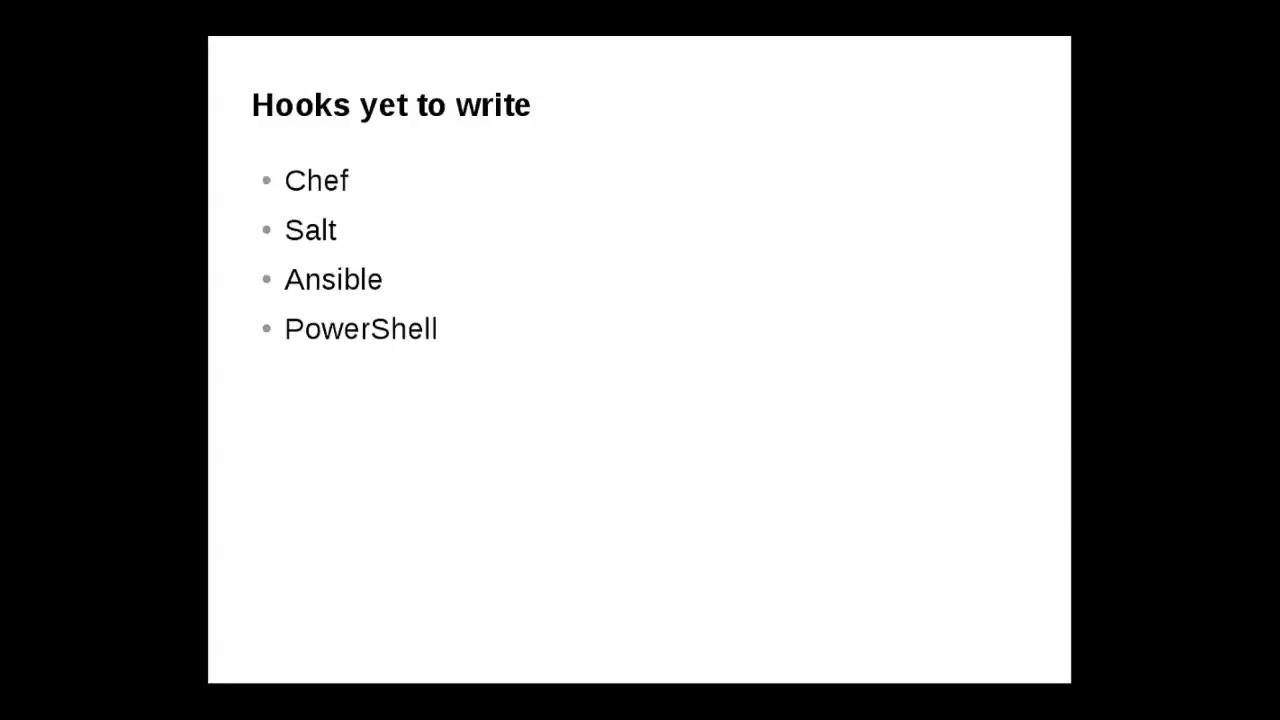 Hooks yet to write
• Chef
• Salt
• Ansible
• PowerShell